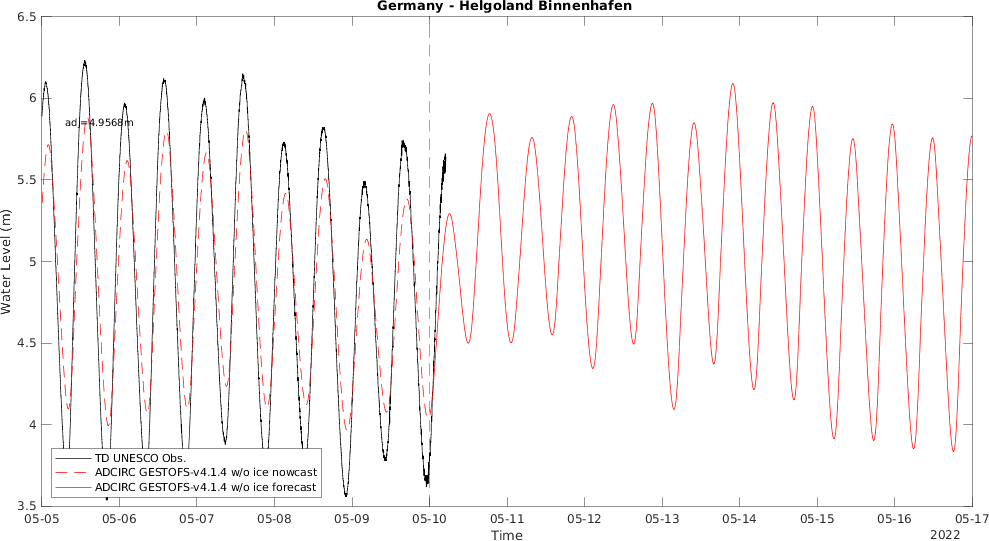 Germany - Helgoland Binnenhafen
6.5
6
5.5
5
4.5
4
3.5
Water Level (m)
ad =4.9568m
TD UNESCO Obs.
ADCIRC GESTOFS-v4.1.4 w/o ice nowcast
ADCIRC GESTOFS-v4.1.4 w/o ice forecast
05-05 05-06 05-07 05-08 05-09 05-10 05-11 05-12 05-13 05-14 05-15 05-16 05-17
Time
2022